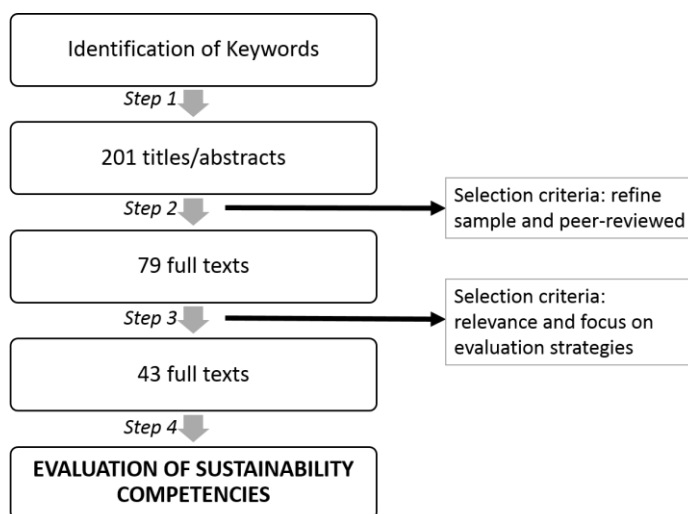 Identification of Keywords
Step 1
201 titles/abstracts
Step 2
Selection criteria: refine
sample and peer-reviewed
79 full texts
Step 3
Selection criteria:
relevance and focus on
evaluation strategies
43 full texts
Step 4
EVALUATION OF SUSTAINABILITY
COMPETENCIES